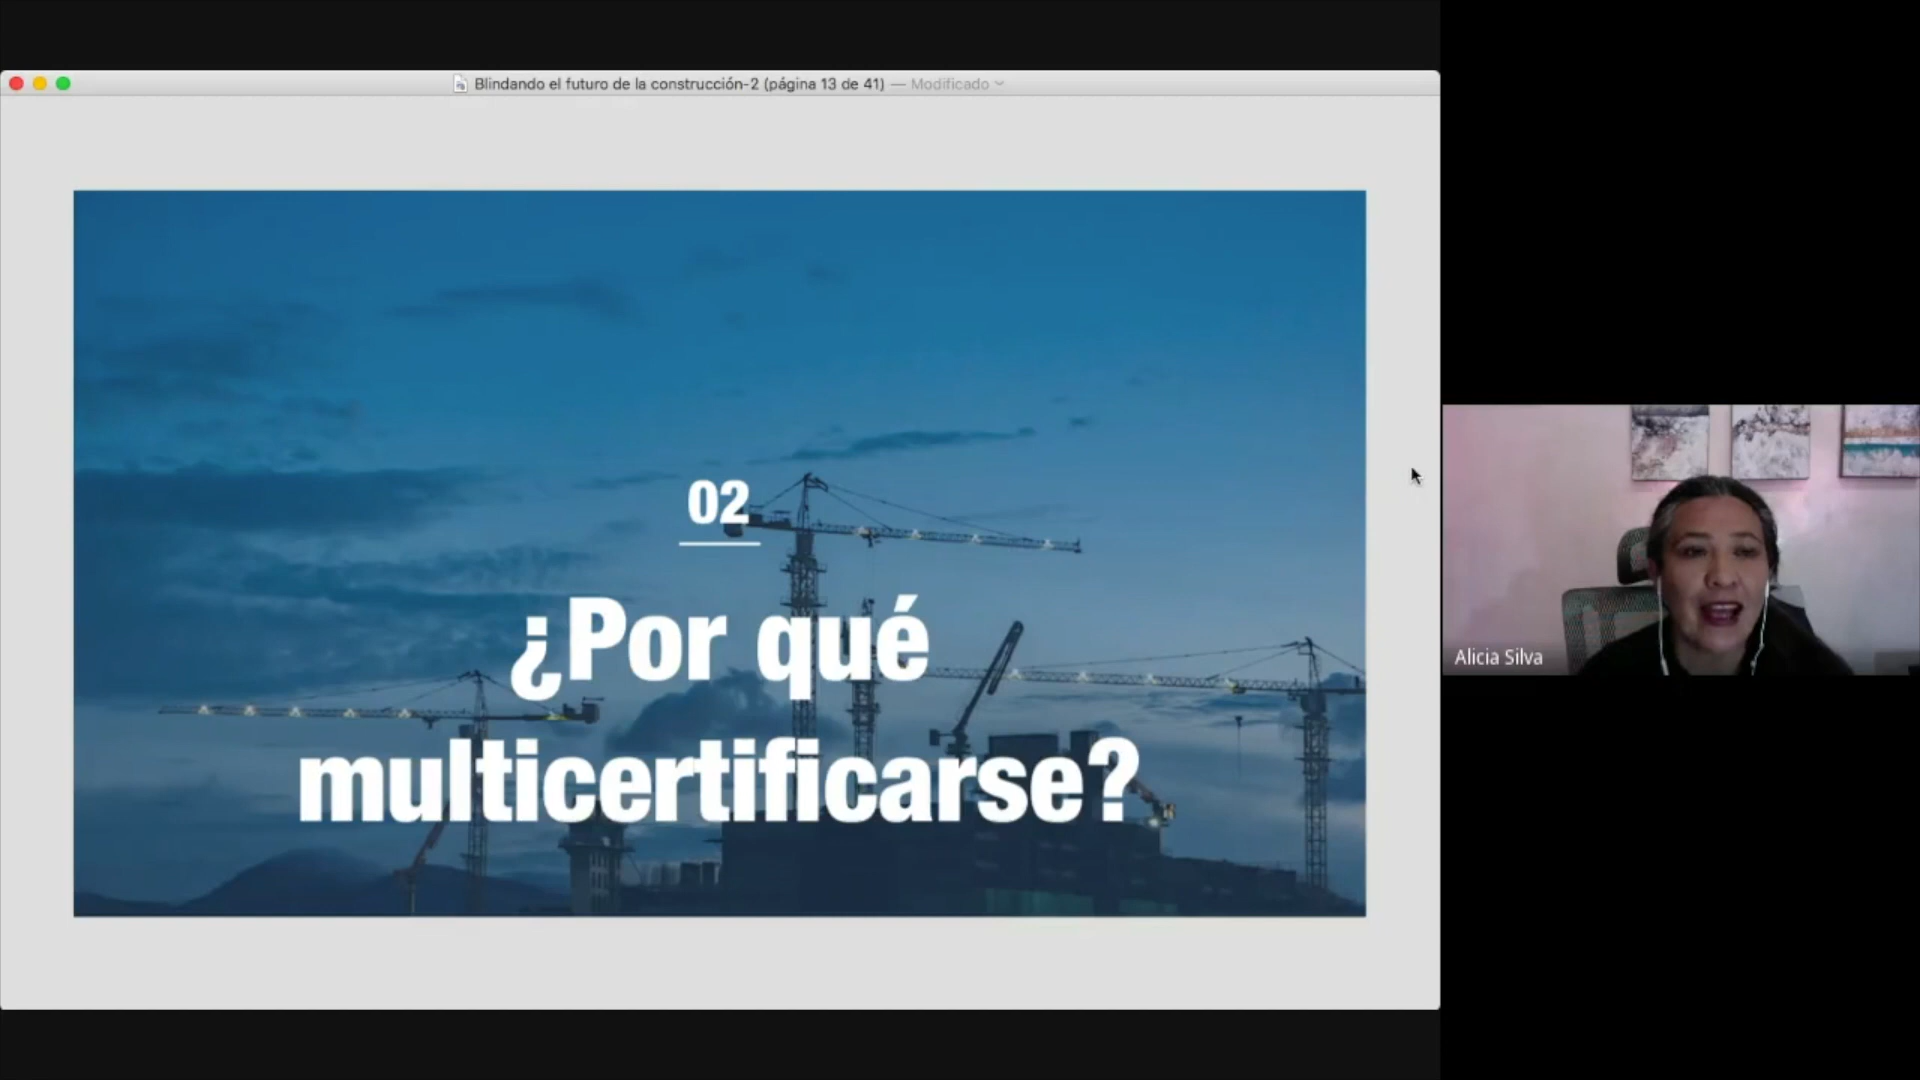 Blindando el futuro de la construcción-2 (página 13 de 41) — Modificado
02
¿Por qué
multicertificarse?
Alicia Silva